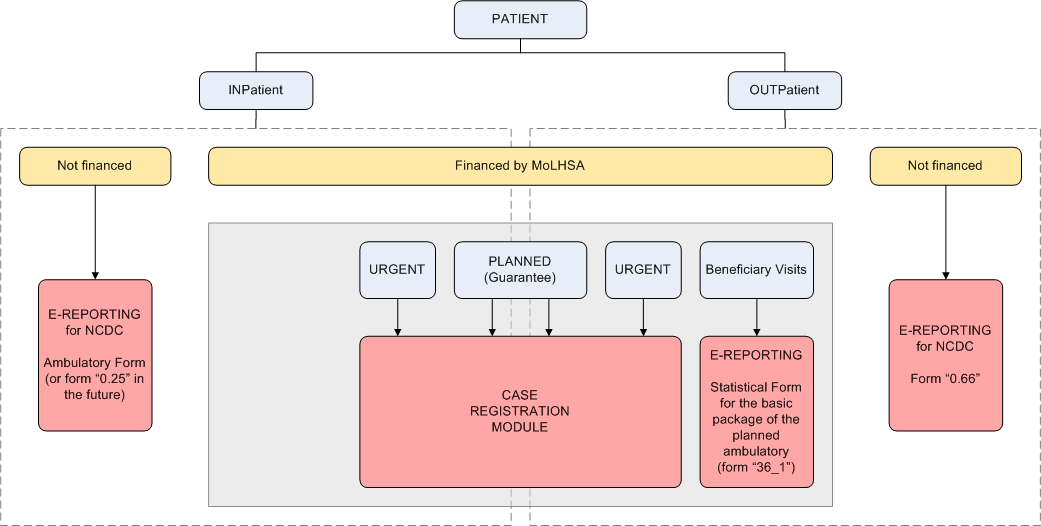 PATIENT
INPatient
OUTPatient
Not financed
Financed by MoLHSA
Not financed
URGENT
PLANNED
(Guarantee)
URGENT
Beneficiary Visits
E-REPORTING
for NCDC
Ambulatory Form
(or form “0.25” in
the future)
CASE
REGISTRATION
MODULE
E-REPORTING
Statistical Form
for the basic
package of the
planned
ambulatory
(form “36_1”)
E-REPORTING
for NCDC
Form “0.66”